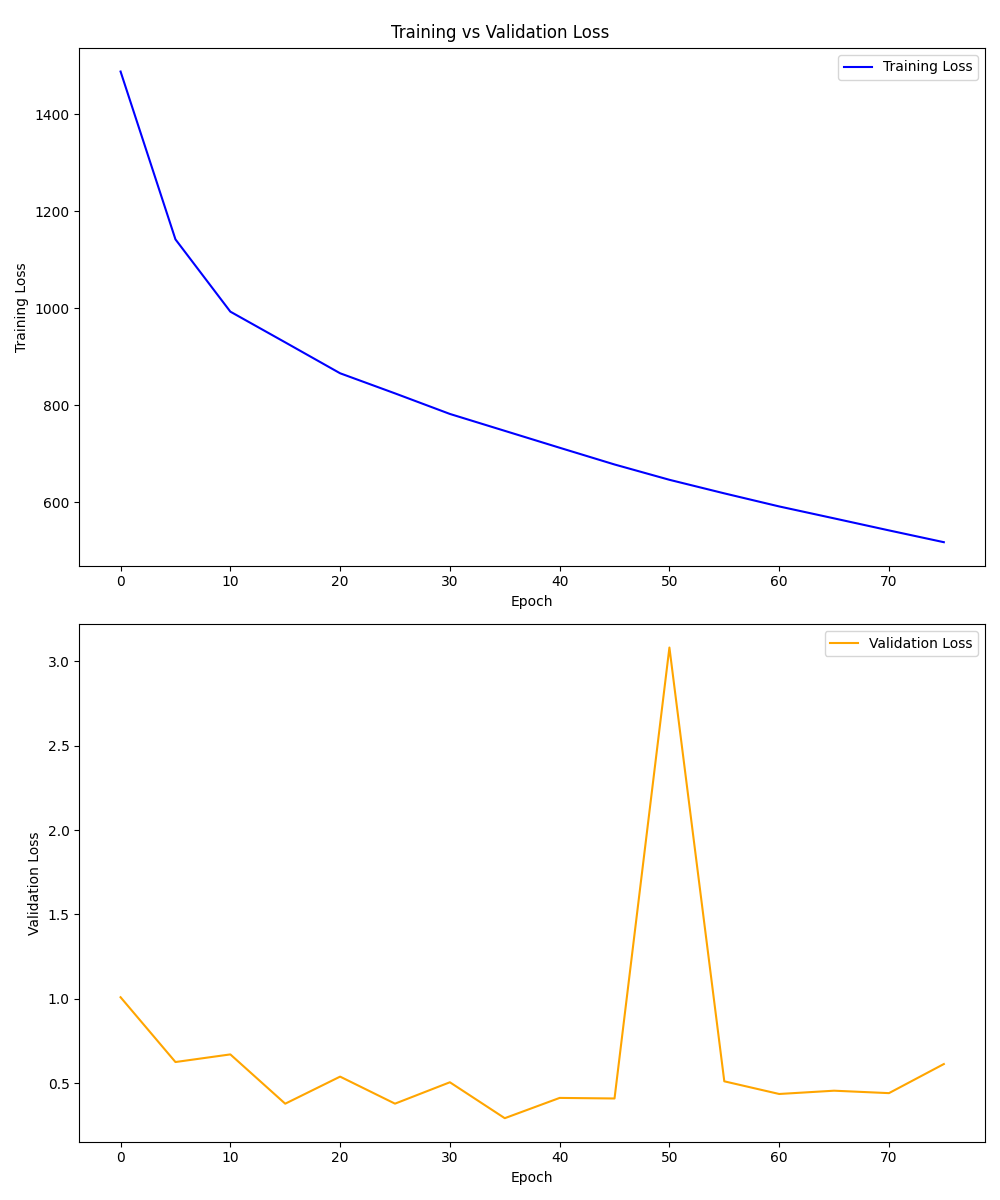 Training vs Validation Loss
Training Loss
1400
1200
1000
800
600
Training Loss
0 10 20 30 40 50 60 70
Epoch
Validation Loss
3.0
2.5
2.0
1.5
1.0
0.5
Validation Loss
0 10 20 30 40 50 60 70
Epoch